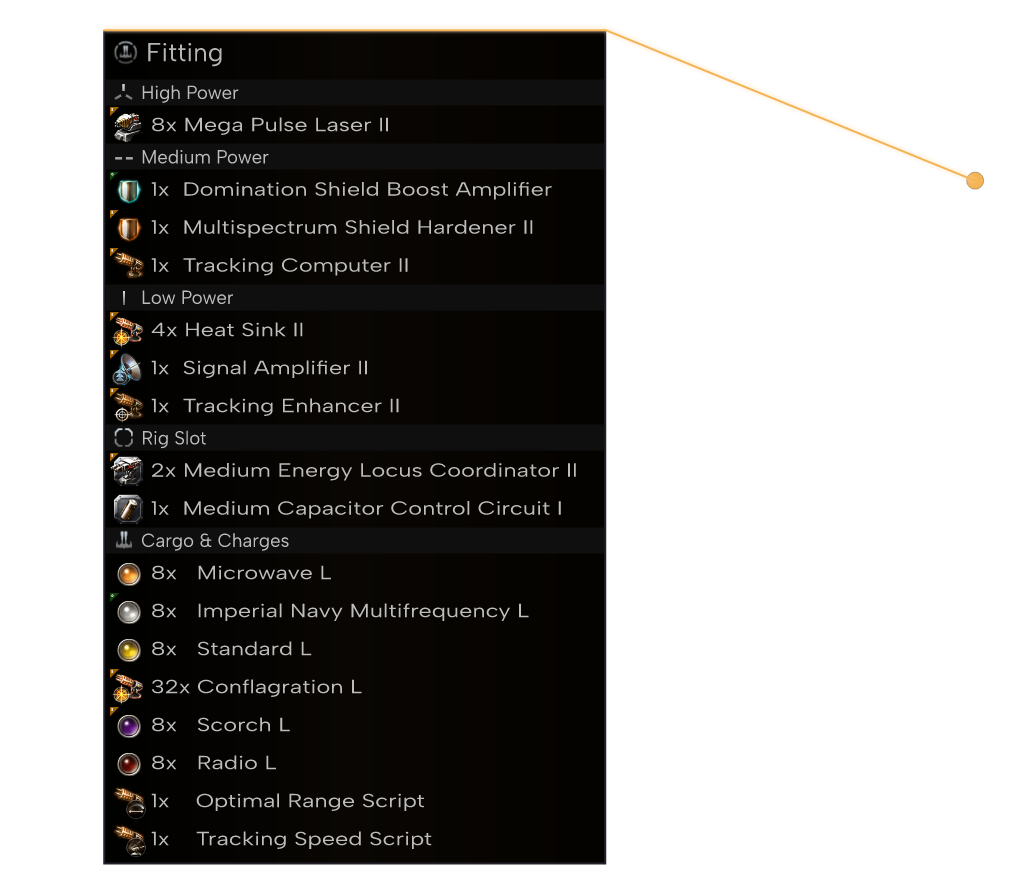 Fitting
High Power
8x Mega Pulse Laser II
Medium Power
1x Domination Shield Boost Amplifier
1x Multispectrum Shield Hardener II
1x Tracking Computer II
Low Power
4x Heat Sink II
1x Signal Amplifier II
1x Tracking Enhancer II
Rig Slot
2x Medium Energy Locus Coordinator II
1x Medium Capacitor Control Circuit I
Cargo & Charges
8x Microwave L
8x Imperial Navy Multifrequency L
8x Standard L
32x Conflagration L
8x Scorch L
8x Radio L
1x Optimal Range Script
1x Tracking Speed Script